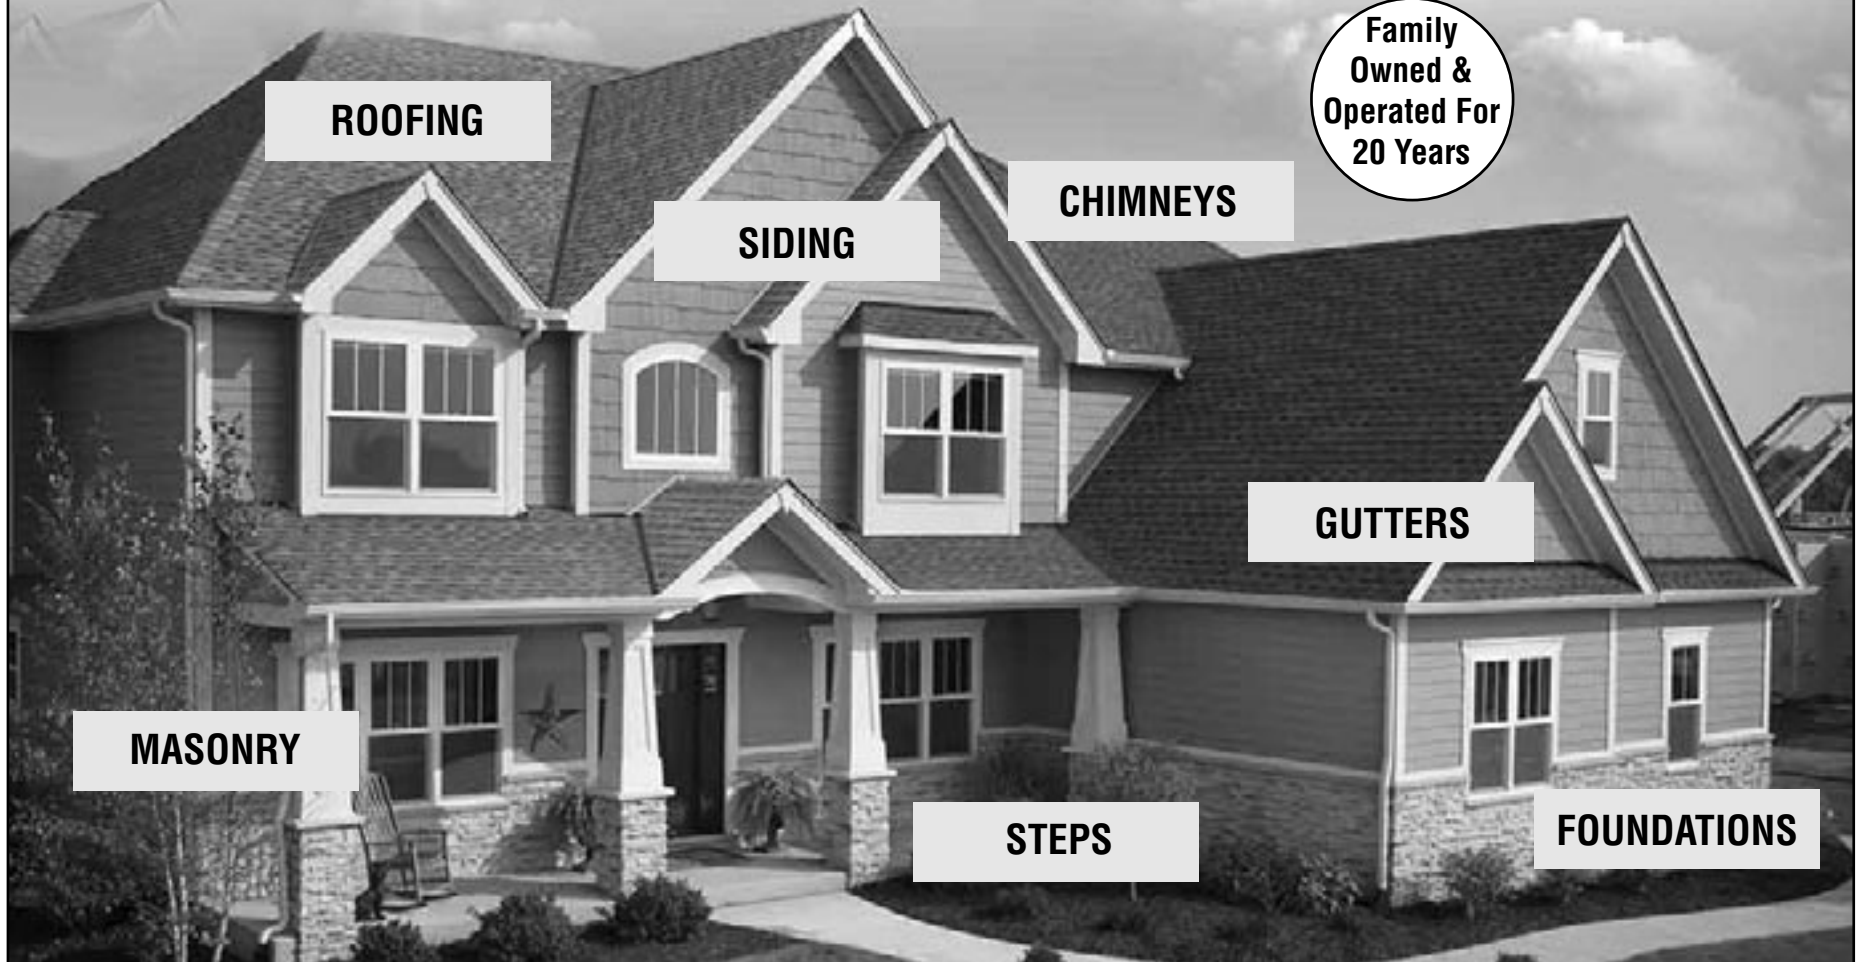 Family
Owned &
Operated For
20 Years
ROOFING
CHIMNEYS
SIDING
GUTTERS
MASONRY
STEPS
FOUNDATIONS